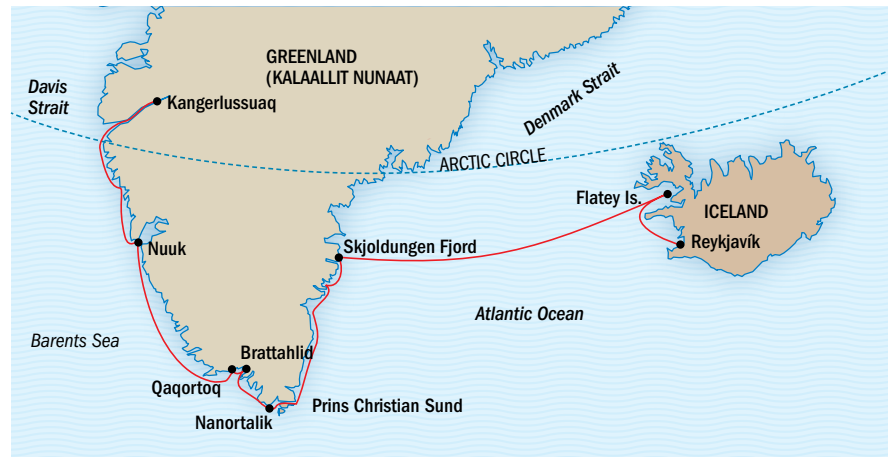 GREENLAND
(KALAALLIT NUNAAT)
Davis
Strait
Kangerlussuaq
Denmark Strait
ARCTIC CIRCLE
Flatey Is.
ICELAND
Reykjavík
Nuuk
Skjoldungen Fjord
Atlantic Ocean
Barents Sea
Brattahlid
Qaqortoq
Prins Christian Sund
Nanortalik